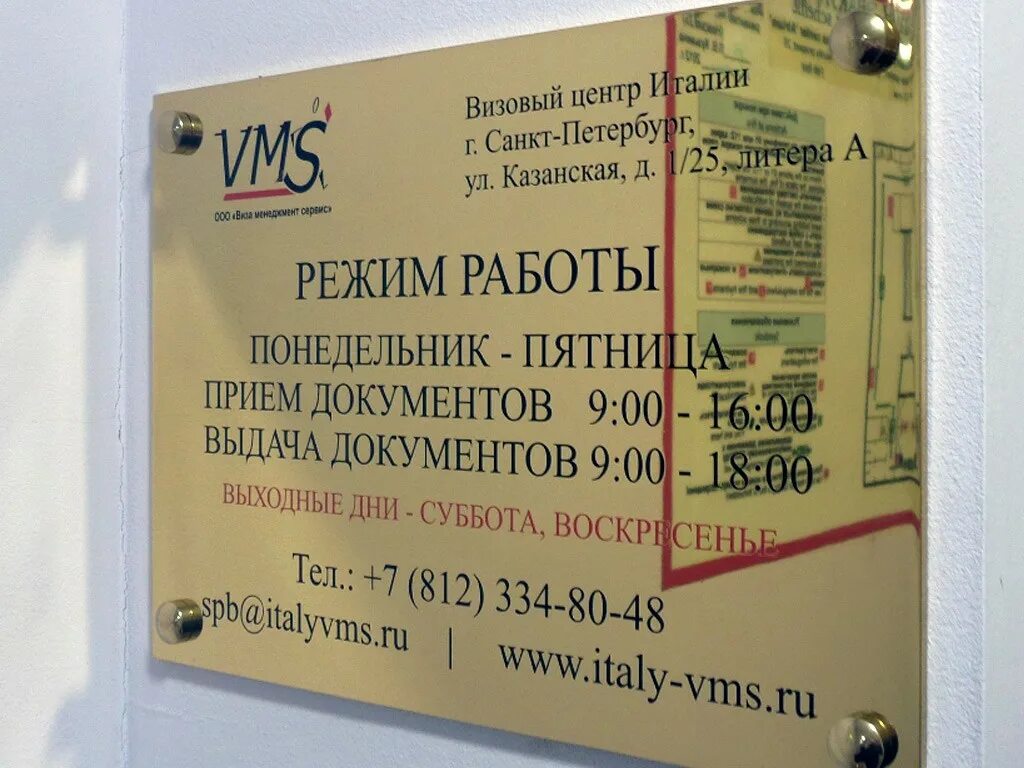 VMS
ООО «Виза менеджмент сервис»
Визовый центр Италии
г. Санкт-Петербург,
ул. Казанская, д. 1/25, литера А
РЕЖИМ РАБОТЫ
ПОНЕДЕЛЬНИК - ПЯТНИЦА
ПРИЕМ ДОКУМЕНТОВ 9:00 - 16:00
ВЫДАЧА ДОКУМЕНТОВ 9:00 - 18:00
ВЫХОДНЫЕ ДНИ - СУББОТА, ВОСКРЕСЕНЬЕ
Тел.: +7 (812) 334-80-48
spb@italyvms.ru | www.italy-vms.ru